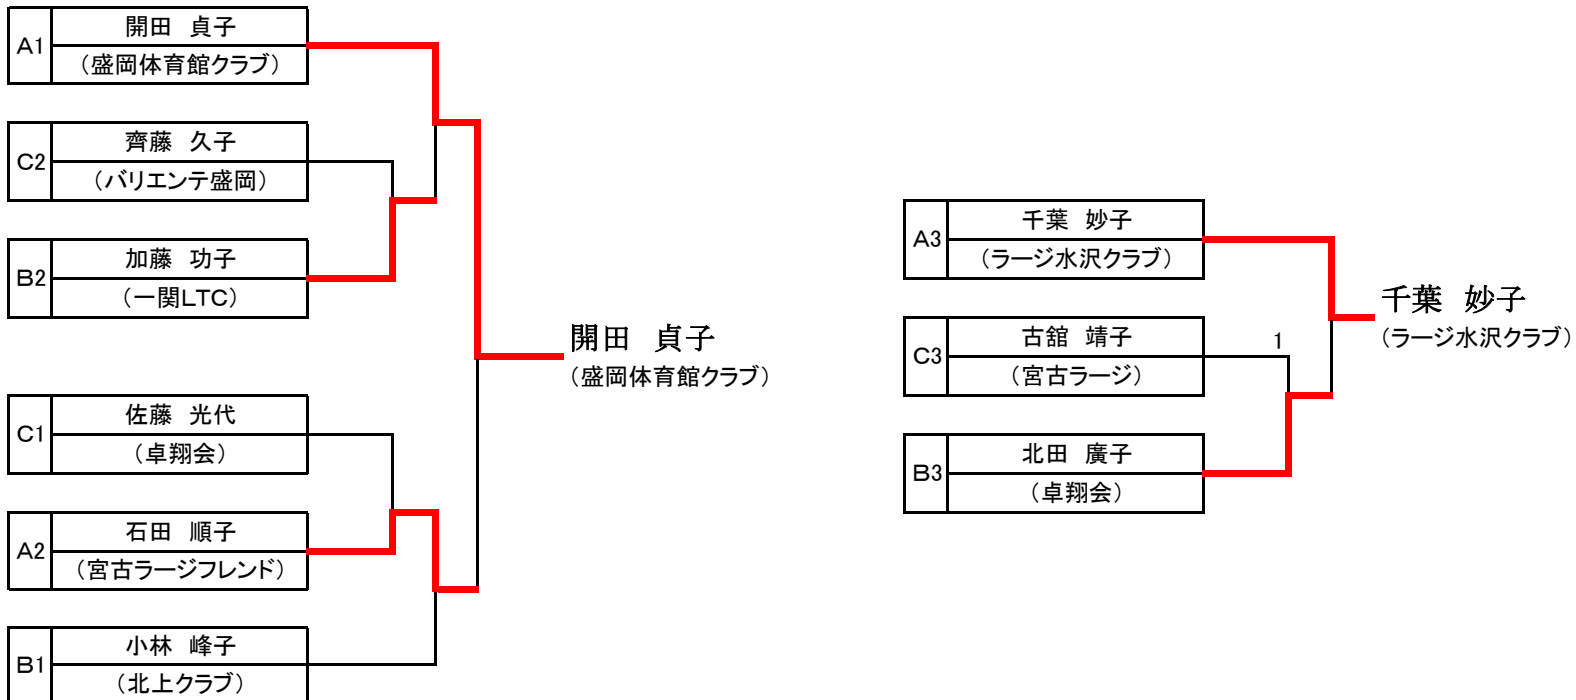 A1
開田　貞子
（盛岡体育館クラブ）
C2
齊藤　久子
（バリエンテ盛岡）
B2
加藤　功子
（一関LTC）
開田　貞子
（盛岡体育館クラブ）
C1
佐藤　光代
（卓翔会）
A2
石田　順子
（宮古ラージフレンド）
B1
小林　峰子
（北上クラブ）
A3
千葉　妙子
（ラージ水沢クラブ）
千葉　妙子
（ラージ水沢クラブ）
C3
古舘　靖子
（宮古ラージ）
1
B3
北田　廣子
（卓翔会）